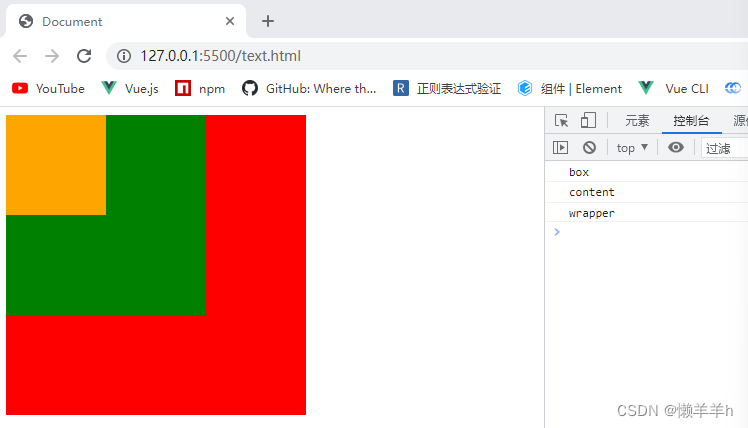 Document
127.0.0.1:5500/text.html
YouTube Vue.js npm GitHub: Where th... R 正则表达式验证 组件 | Element Vue CLI
元素 控制台
top 过滤
box
content
wrapper
CSDN @懒羊羊h